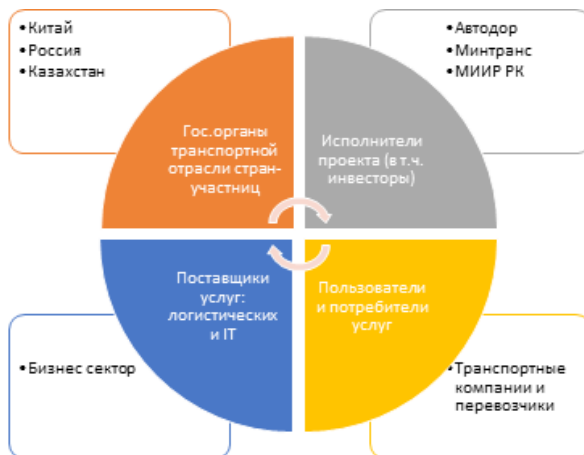 •Китай
•Россия
•Казахстан
•Автодор
•Минтранс
•МИИР РК
Гос.органы
транспортной
отрасли стран-
участниц
Исполнители
проекта (в т.ч.
инвесторы)
Поставщики
услуг:
логистических
и IT
Пользователи
и потребители
услуг
•Бизнес сектор
•Транспортные
компании и
перевозчики